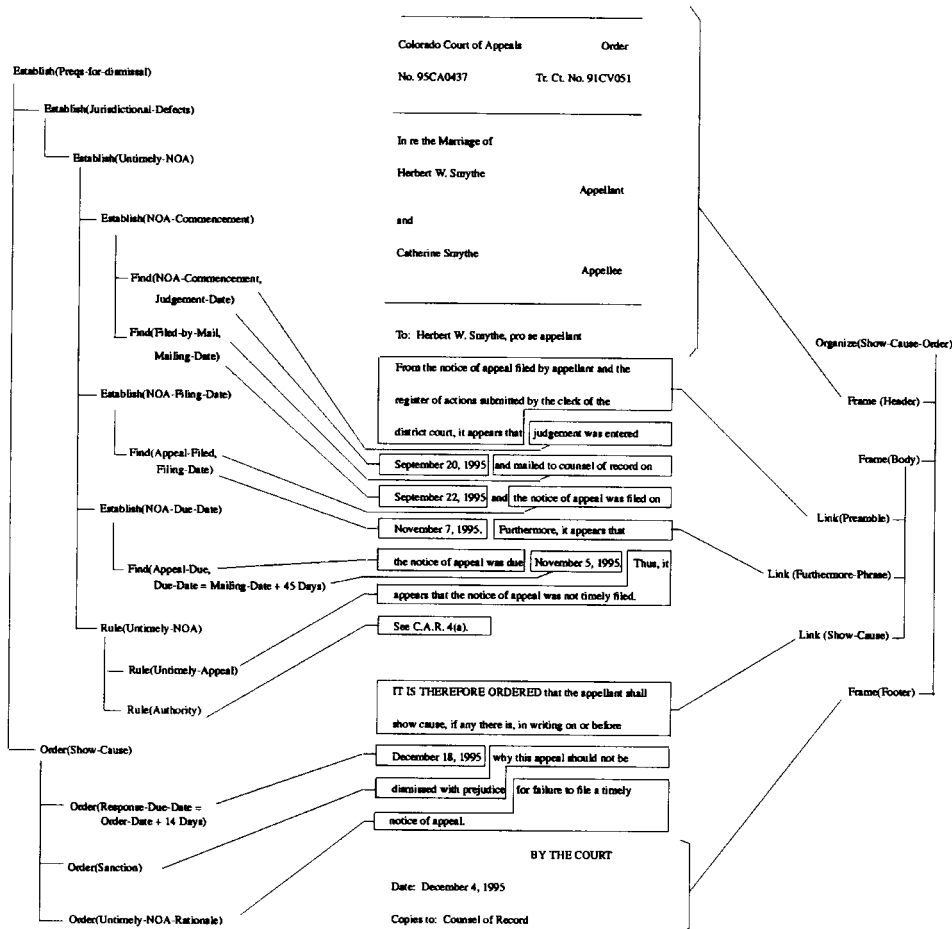 Establish(Preqs-for-dismissal)
Establish(Jurisdictional-Defects)
Establish(Untimely-NOA)
Establish(NOA-Commencement)
Find(NOA-Commencement,
Judgement-Date)
Find(Filed-by-Mail,
Mailing-Date)
Establish(NOA-Filing-Date)
Find(Appeal-Filed,
Filing-Date)
Establish(NOA-Due-Date)
Find(Appeal-Due,
Due-Date = Mailing-Date + 45 Days)
Rule(Untimely-NOA)
Rule(Untimely-Appeal)
Rule(Authority)
Order(Show-Cause)
Order(Response-Due-Date =
Order-Date + 14 Days)
Order(Sanction)
Order(Untimely-NOA-Rationale)
Colorado Court of Appeals Order
No. 95CA0437 Tr. Ct. No. 91CV051
In re the Marriage of
Herbert W. Smythe
Appellant
and
Catherine Smythe
Appellee
To: Herbert W. Smythe, pro se appellant
From the notice of appeal filed by appellant and the
register of actions submitted by the clerk of the
district court, it appears that judgement was entered
September 20, 1995 and mailed to counsel of record on
September 22, 1995 and the notice of appeal was filed on
November 7, 1995. Furthermore, it appears that
the notice of appeal was due November 5, 1995. Thus, it
appears that the notice of appeal was not timely filed.
See C.A.R. 4(a).
IT IS THEREFORE ORDERED that the appellant shall
show cause, if any there is, in writing on or before
December 18, 1995 why this appeal should not be
dismissed with prejudice for failure to file a timely
notice of appeal.
BY THE COURT
Date: December 4, 1995
Copies to: Counsel of Record
Organize(Show-Cause-Order)
Frame (Header)
Frame(Body)
Link(Preamble)
Link (Furthermore-Phrase)
Link (Show-Cause)
Frame(Footer)